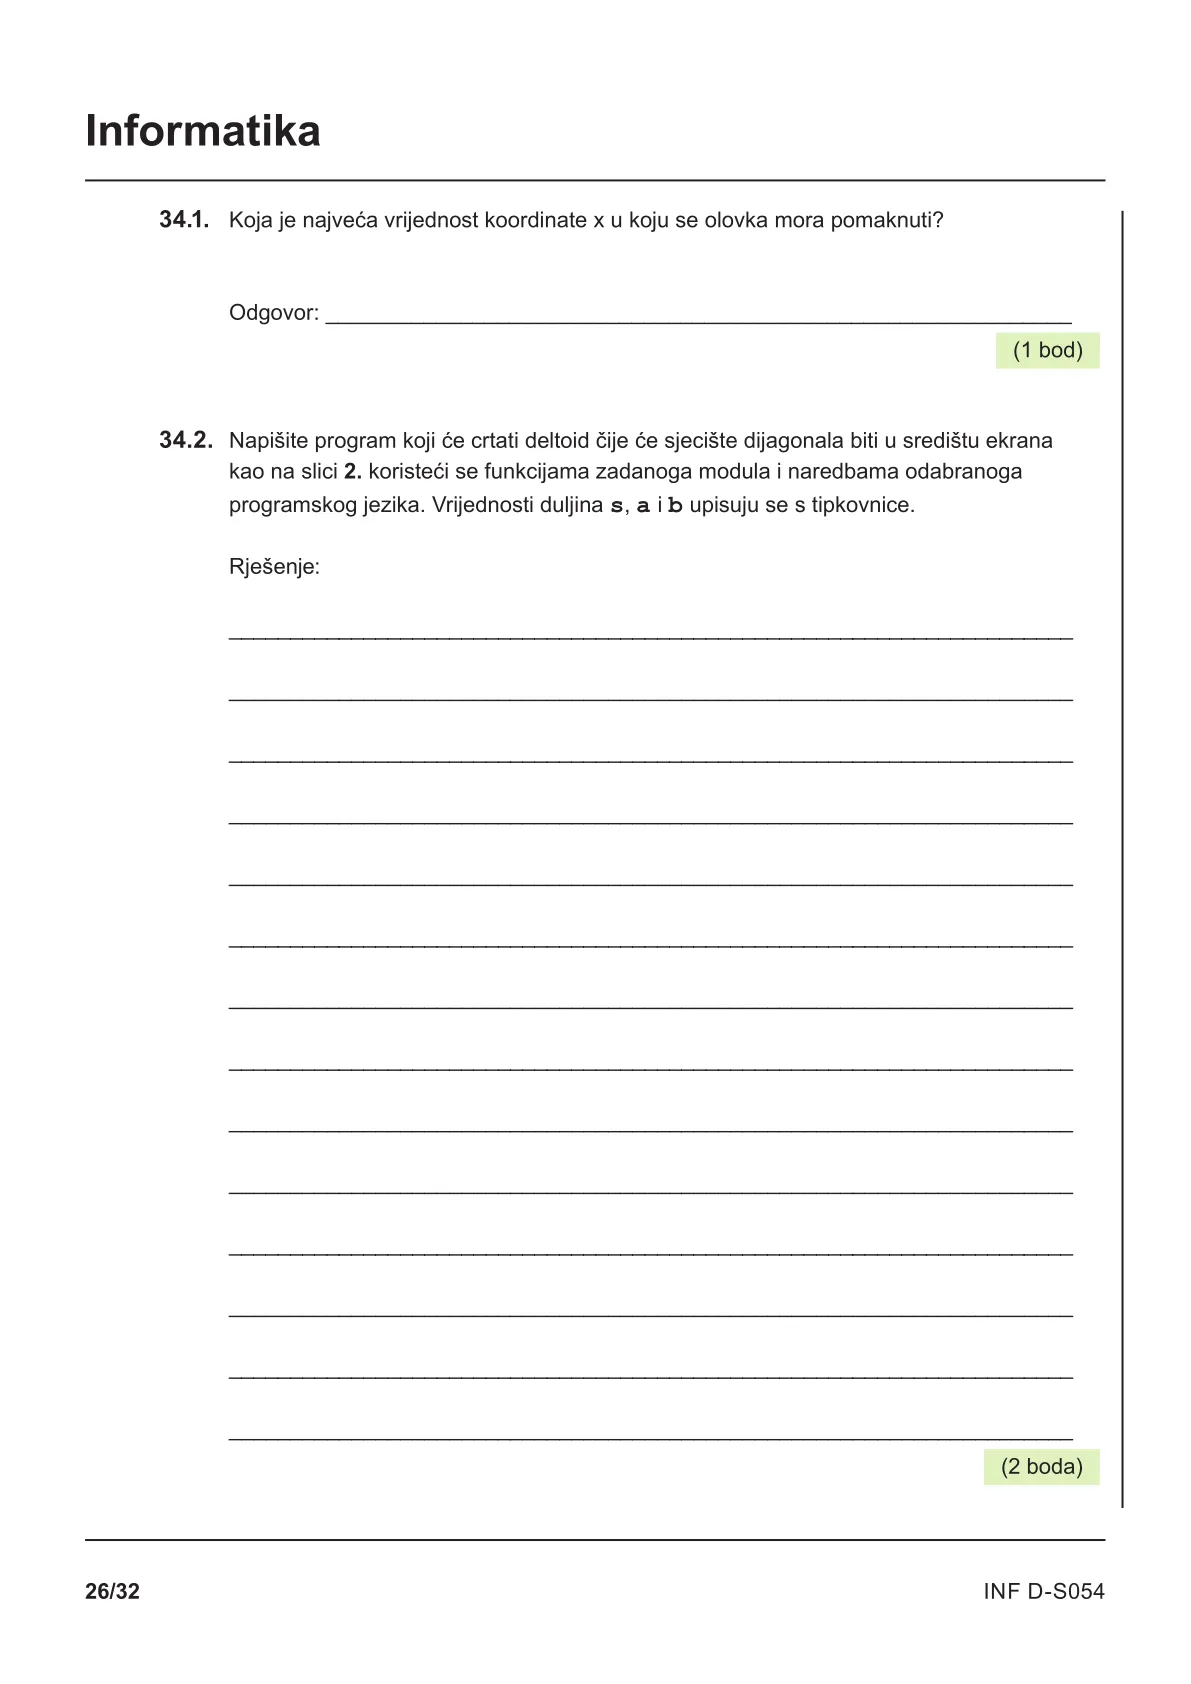 Informatika
34.1. Koja je najveća vrijednost koordinate x u koju se olovka mora pomaknuti?
Odgovor: ______________________________________________________________
(1 bod)
34.2. Napišite program koji će crtati deltoid čije će sjecište dijagonala biti u središtu ekrana
kao na slici 2. koristeći se funkcijama zadanoga modula i naredbama odabranoga
programskog jezika. Vrijednosti duljina s, a i b upisuju se s tipkovnice.
Rješenje:
(2 boda)
26/32
INF D-S054